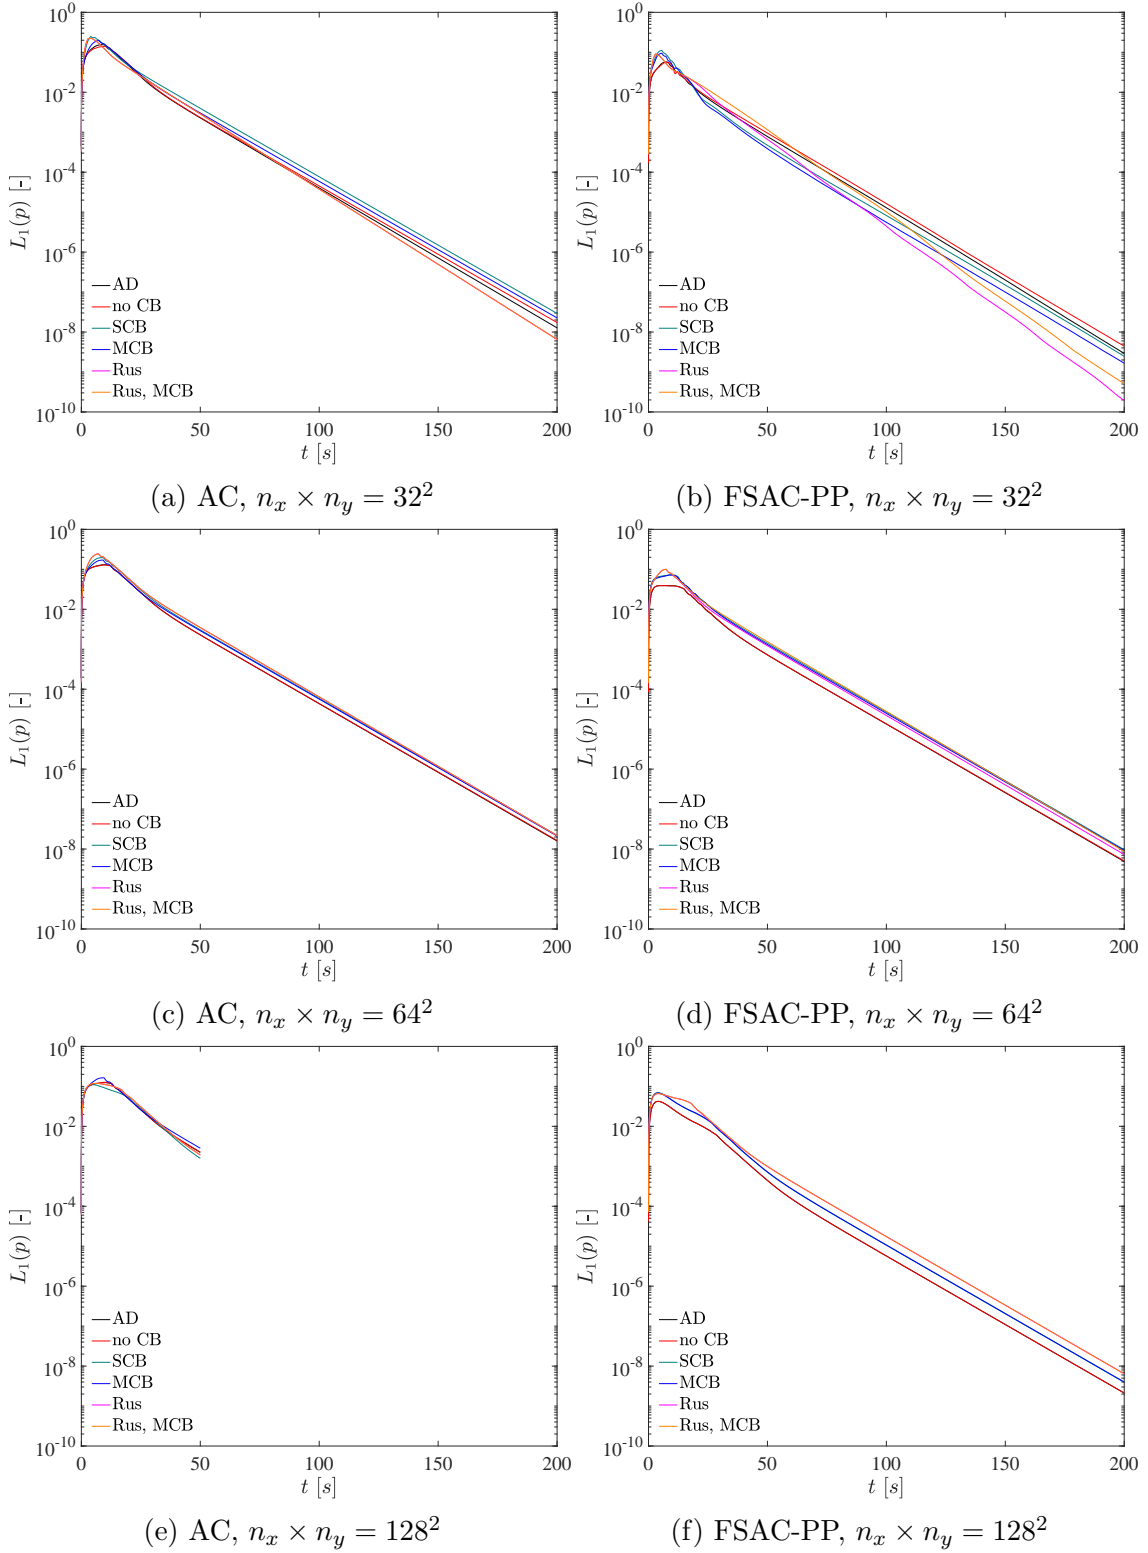 10^0
10^-2
10^-4
10^-6
10^-8
10^-10
L_1(p) [-]
AD
no CB
SCB
MCB
Rus
Rus, MCB
0 50 100 150 200
t [s]
(a) AC, n_x × n_y = 32^2
10^0
10^-2
10^-4
10^-6
10^-8
10^-10
L_1(p) [-]
AD
no CB
SCB
MCB
Rus
Rus, MCB
0 50 100 150 200
t [s]
(b) FSAC-PP, n_x × n_y = 32^2
10^0
10^-2
10^-4
10^-6
10^-8
10^-10
L_1(p) [-]
AD
no CB
SCB
MCB
Rus
Rus, MCB
0 50 100 150 200
t [s]
(c) AC, n_x × n_y = 64^2
10^0
10^-2
10^-4
10^-6
10^-8
10^-10
L_1(p) [-]
AD
no CB
SCB
MCB
Rus
Rus, MCB
0 50 100 150 200
t [s]
(d) FSAC-PP, n_x × n_y = 64^2
10^0
10^-2
10^-4
10^-6
10^-8
10^-10
L_1(p) [-]
AD
no CB
SCB
MCB
Rus
Rus, MCB
0 50 100 150 200
t [s]
(e) AC, n_x × n_y = 128^2
10^0
10^-2
10^-4
10^-6
10^-8
10^-10
L_1(p) [-]
AD
no CB
SCB
MCB
Rus
Rus, MCB
0 50 100 150 200
t [s]
(f) FSAC-PP, n_x × n_y = 128^2